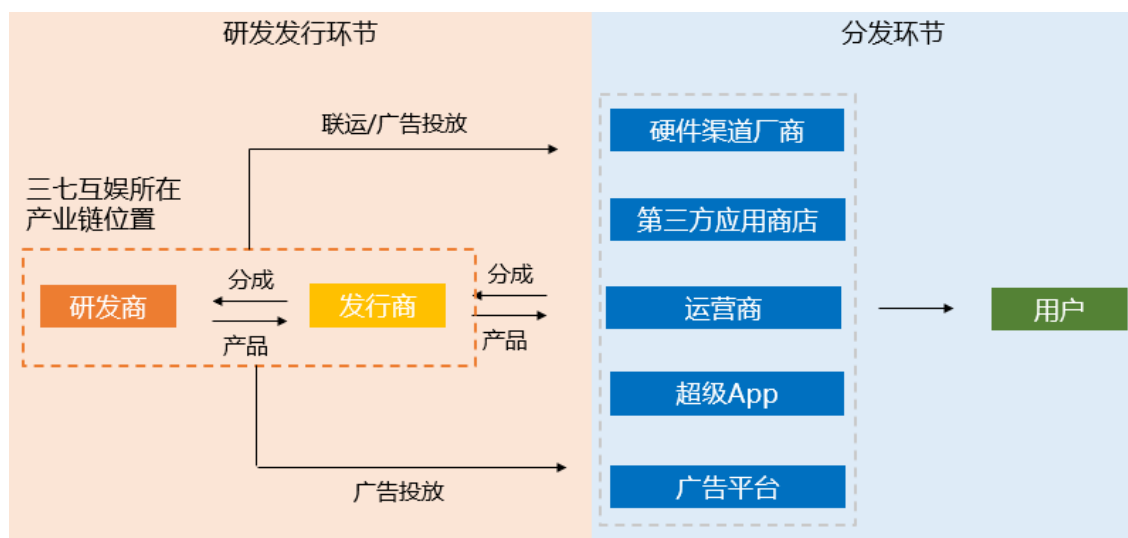 研发发行环节
分发环节
联运/广告投放
硬件渠道厂商
三七互娱所在
产业链位置
第三方应用商店
研发商
分成
产品
发行商
分成
产品
运营商
用户
超级App
广告投放
广告平台